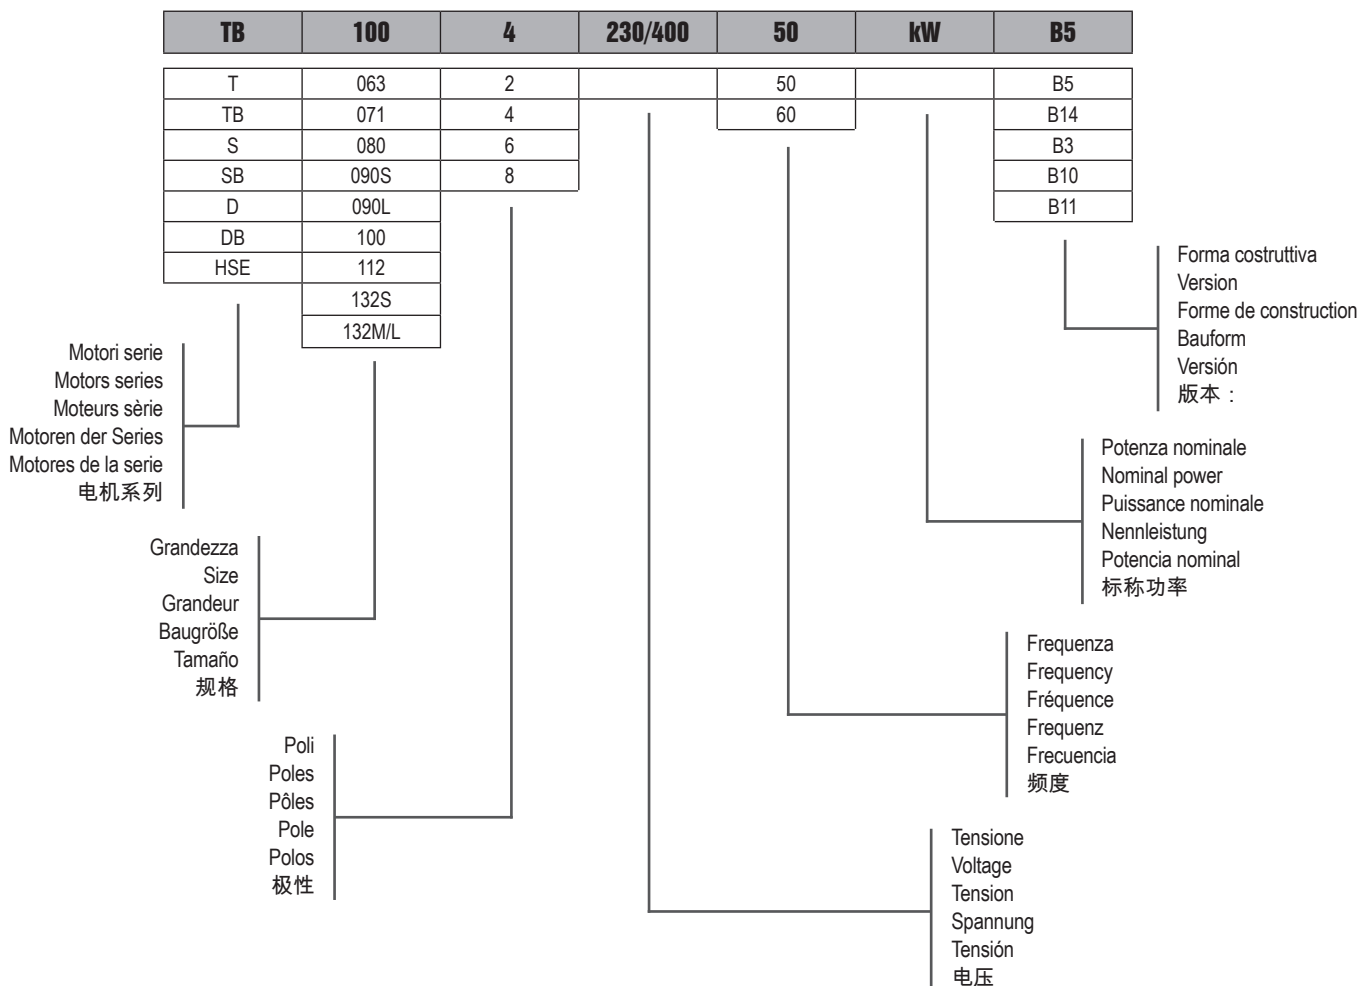 TB 100 4 230/400 50 kW B5
T 063 2 50 B5
TB 071 4 60 B14
S 080 6 B3
SB 090S 8 B10
D 090L B11
DB 100
HSE 112
132S
132M/L
Forma costruttiva
Version
Forme de construction
Bauform
Versión
版本：
Motori serie
Motors series
Moteurs sèrie
Motoren der Series
Motores de la serie
电机系列
Potenza nominale
Nominal power
Puissance nominale
Nennleistung
Potencia nominal
标称功率
Grandezza
Size
Grandeur
Baugröße
Tamaño
规格
Frequenza
Frequency
Fréquence
Frequenz
Frecuencia
频度
Poli
Poles
Pôles
Pole
Polos
极性
Tensione
Voltage
Tension
Spannung
Tensión
电压